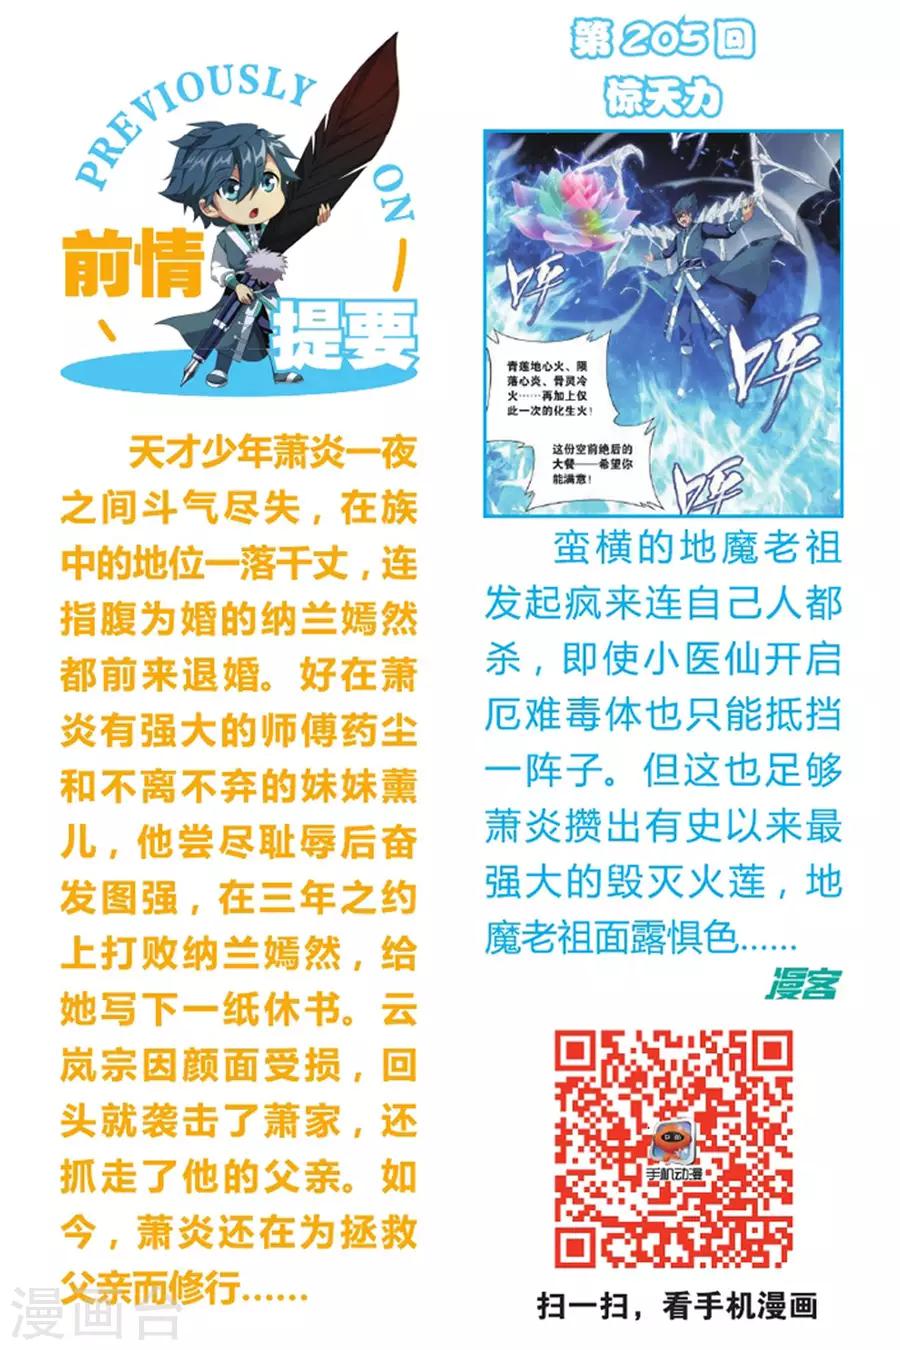 PREVIOUSLY ON
前情
提要
天才少年萧炎一夜
之间斗气尽失，在族
中的地位一落千丈，连
指腹为婚的纳兰嫣然
都前来退婚。好在萧
炎有强大的师傅药尘
和不离不弃的妹妹薰
儿，他尝尽耻辱后奋
发图强，在三年之约
上打败纳兰嫣然，给
她写下一纸休书。云
岚宗因颜面受损，回
头就袭击了萧家，还
抓走了他的父亲。如
今，萧炎还在为拯救
父亲而修行……
第205回
惊天力
呼
呼
呼
青莲地心火、陨
落心炎、骨灵冷
火……再加上仅
此一次的化生火！
这份空前绝后的
大餐——希望你
能满意！
蛮横的地魔老祖
发起疯来连自己人都
杀，即使小医仙开启
厄难毒体也只能抵挡
一阵子。但这也足够
萧炎攒出有史以来最
强大的毁灭火莲，地
魔老祖面露惧色……
漫客
手机动漫
扫一扫，看手机漫画
漫画台